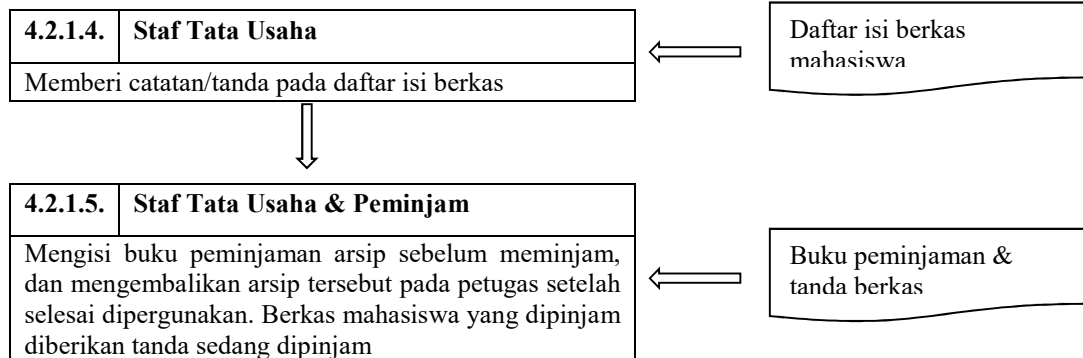 4.2.1.4. Staf Tata Usaha
Memberi catatan/tanda pada daftar isi berkas
Daftar isi berkas
mahasiswa
4.2.1.5. Staf Tata Usaha & Peminjam
Mengisi buku peminjaman arsip sebelum meminjam,
dan mengembalikan arsip tersebut pada petugas setelah
selesai dipergunakan. Berkas mahasiswa yang dipinjam
diberikan tanda sedang dipinjam
Buku peminjaman &
tanda berkas